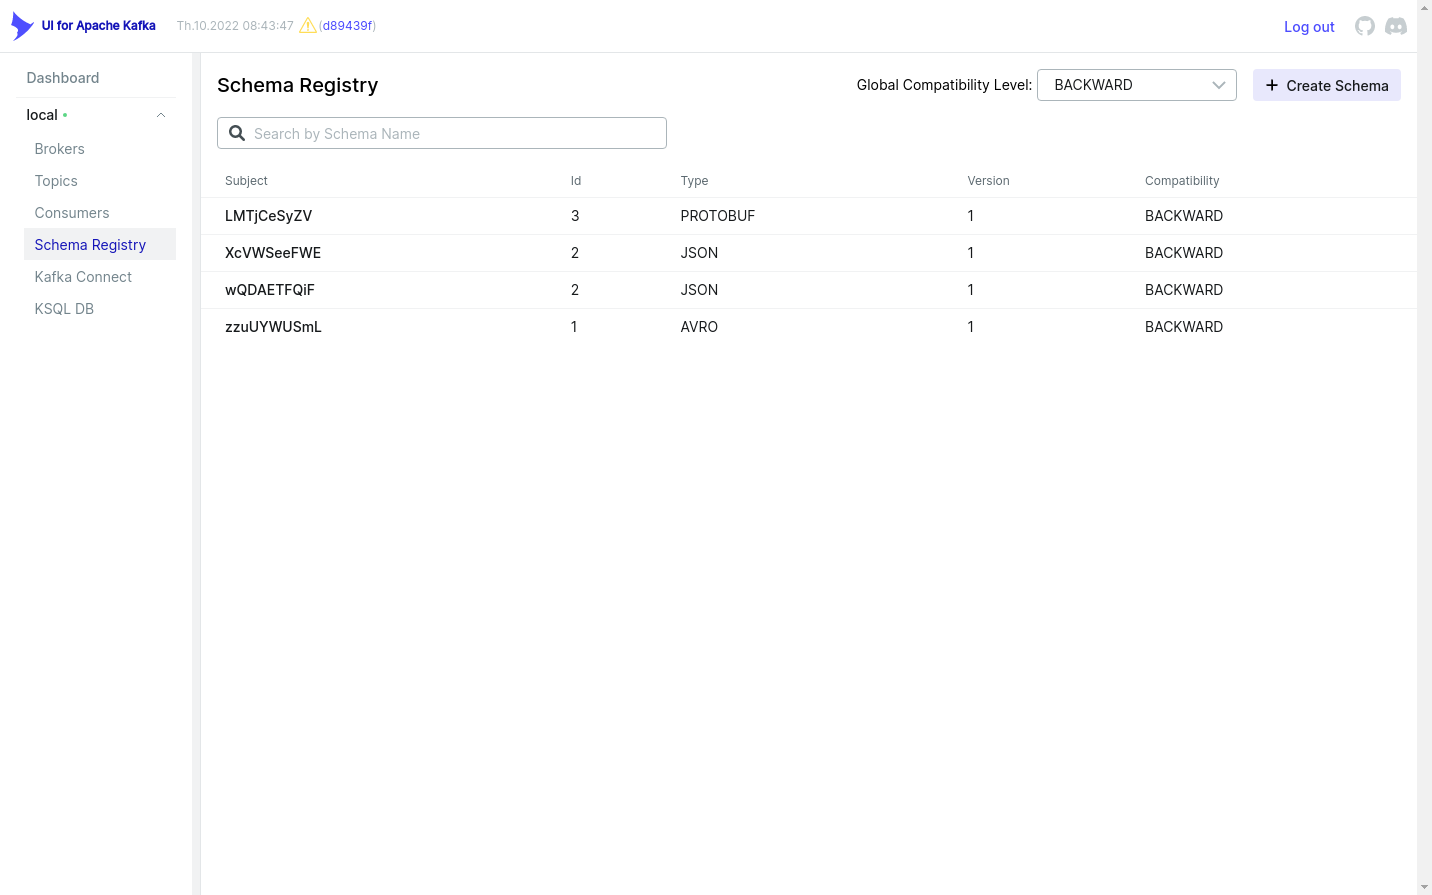 UI for Apache Kafka Th.10.2022 08:43:47 (d89439f) Log out
Dashboard
local
Brokers
Topics
Consumers
Schema Registry
Kafka Connect
KSQL DB
Schema Registry Global Compatibility Level: BACKWARD Create Schema
Search by Schema Name
Subject Id Type Version Compatibility
LMTjCeSyZV 3 PROTOBUF 1 BACKWARD
XcVWSeeFWE 2 JSON 1 BACKWARD
wQDAETFQiF 2 JSON 1 BACKWARD
zzuUYWUSmL 1 AVRO 1 BACKWARD